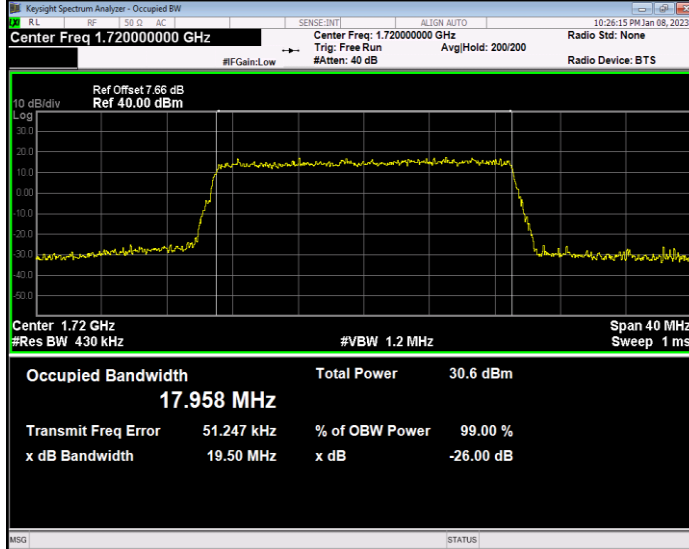 Keysight Spectrum Analyzer - Occupied BW
RL RF 50 Ω AC SENSE:INT ALIGN AUTO 10:26:15 PM Jan 08, 2023
Center Freq 1.720000000 GHz Center Freq: 1.720000000 GHz Radio Std: None
Trig: Free Run Avg|Hold: 200/200
#IFGain:Low #Atten: 40 dB Radio Device: BTS
Ref Offset 7.66 dB
10 dB/div Ref 40.00 dBm
Log
30.0
20.0
10.0
0.00
-10.0
-20.0
-30.0
-40.0
-50.0
Center 1.72 GHz Span 40 MHz
#Res BW 430 kHz #VBW 1.2 MHz Sweep 1 ms
Occupied Bandwidth Total Power 30.6 dBm
17.958 MHz
Transmit Freq Error 51.247 kHz % of OBW Power 99.00 %
x dB Bandwidth 19.50 MHz x dB -26.00 dB
MSG STATUS